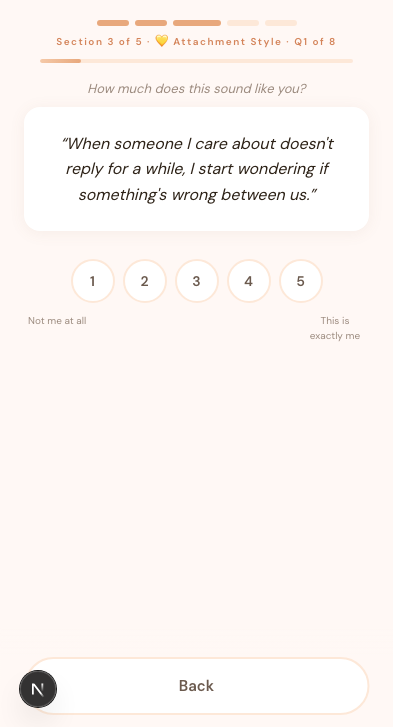 Section 3 of 5 · 💛 Attachment Style · Q1 of 8
How much does this sound like you?
“When someone I care about doesn't
reply for a while, I start wondering if
something's wrong between us.”
1 2 3 4 5
Not me at all
This is
exactly me
Back
N